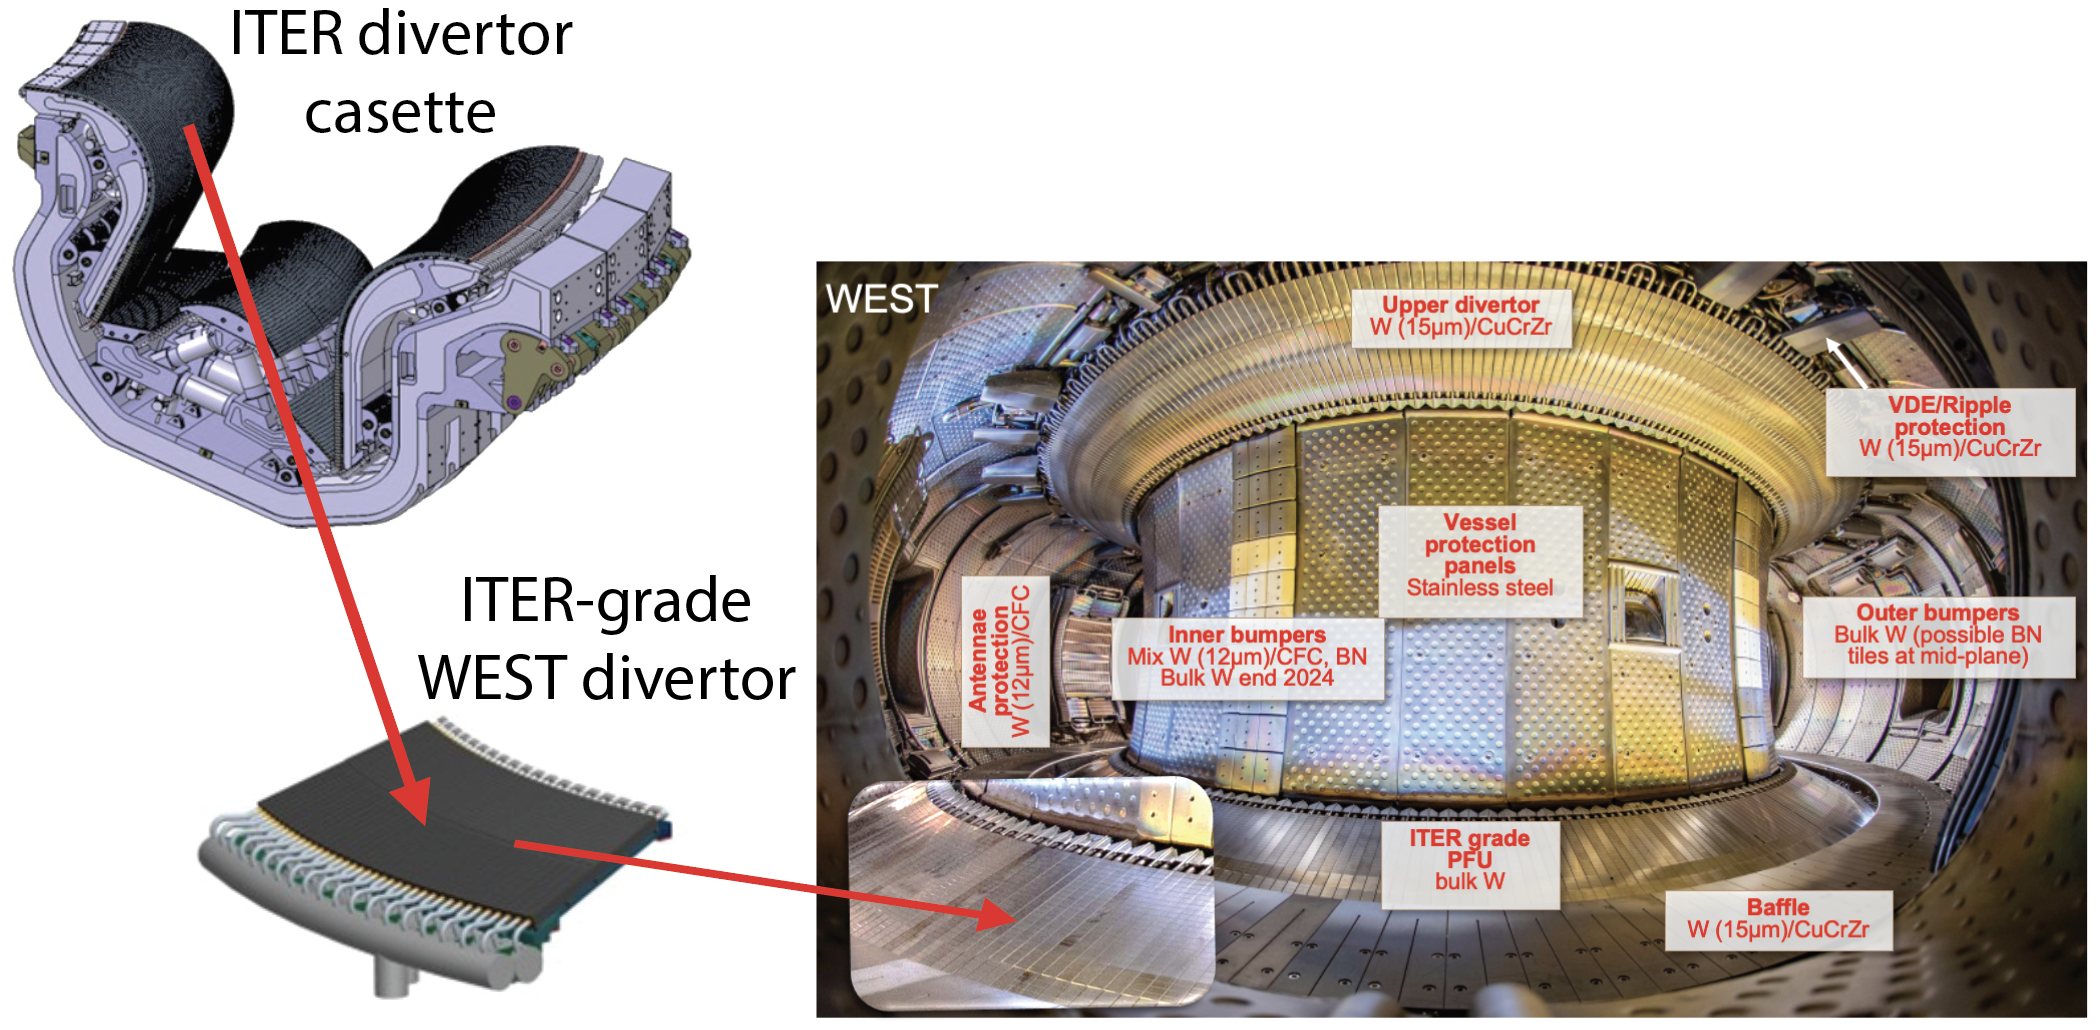 ITER divertor
casette
ITER-grade
WEST divertor
WEST
Upper divertor
W (15µm)/CuCrZr
VDE/Ripple
protection
W (15µm)/CuCrZr
Vessel
protection
panels
Stainless steel
Antennae
protection
W (12µm)/CFC
Inner bumpers
Mix W (12µm)/CFC, BN
Bulk W end 2024
Outer bumpers
Bulk W (possible BN
tiles at mid-plane)
ITER grade
PFU
bulk W
Baffle
W (15µm)/CuCrZr